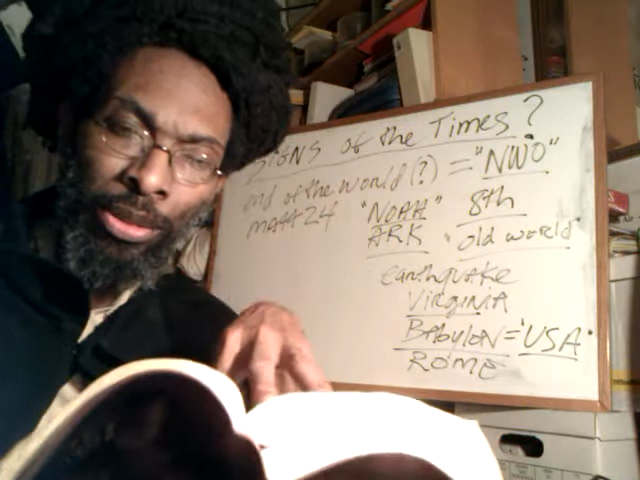 SIGNS of the Times?
end of the world(?) = "NWO"
MATT 24 "NOAH" 8th
ARK "old world"
earthquake
VIRGINIA
BABYLON = "USA"
ROME